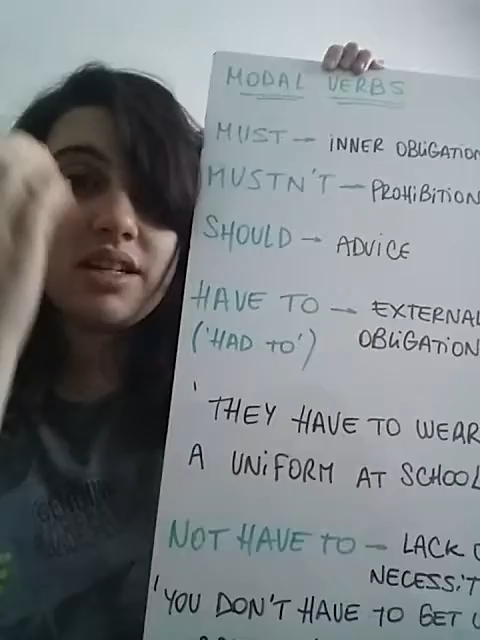 MODAL VERBS
MUST — INNER OBLIGATION
MUSTN'T — PROHIBITION
SHOULD — ADVICE
HAVE TO — EXTERNAL
('HAD TO') OBLIGATION
'THEY HAVE TO WEAR
A UNIFORM AT SCHOOL
NOT HAVE TO — LACK
NECESSIT
'YOU DON'T HAVE TO GET